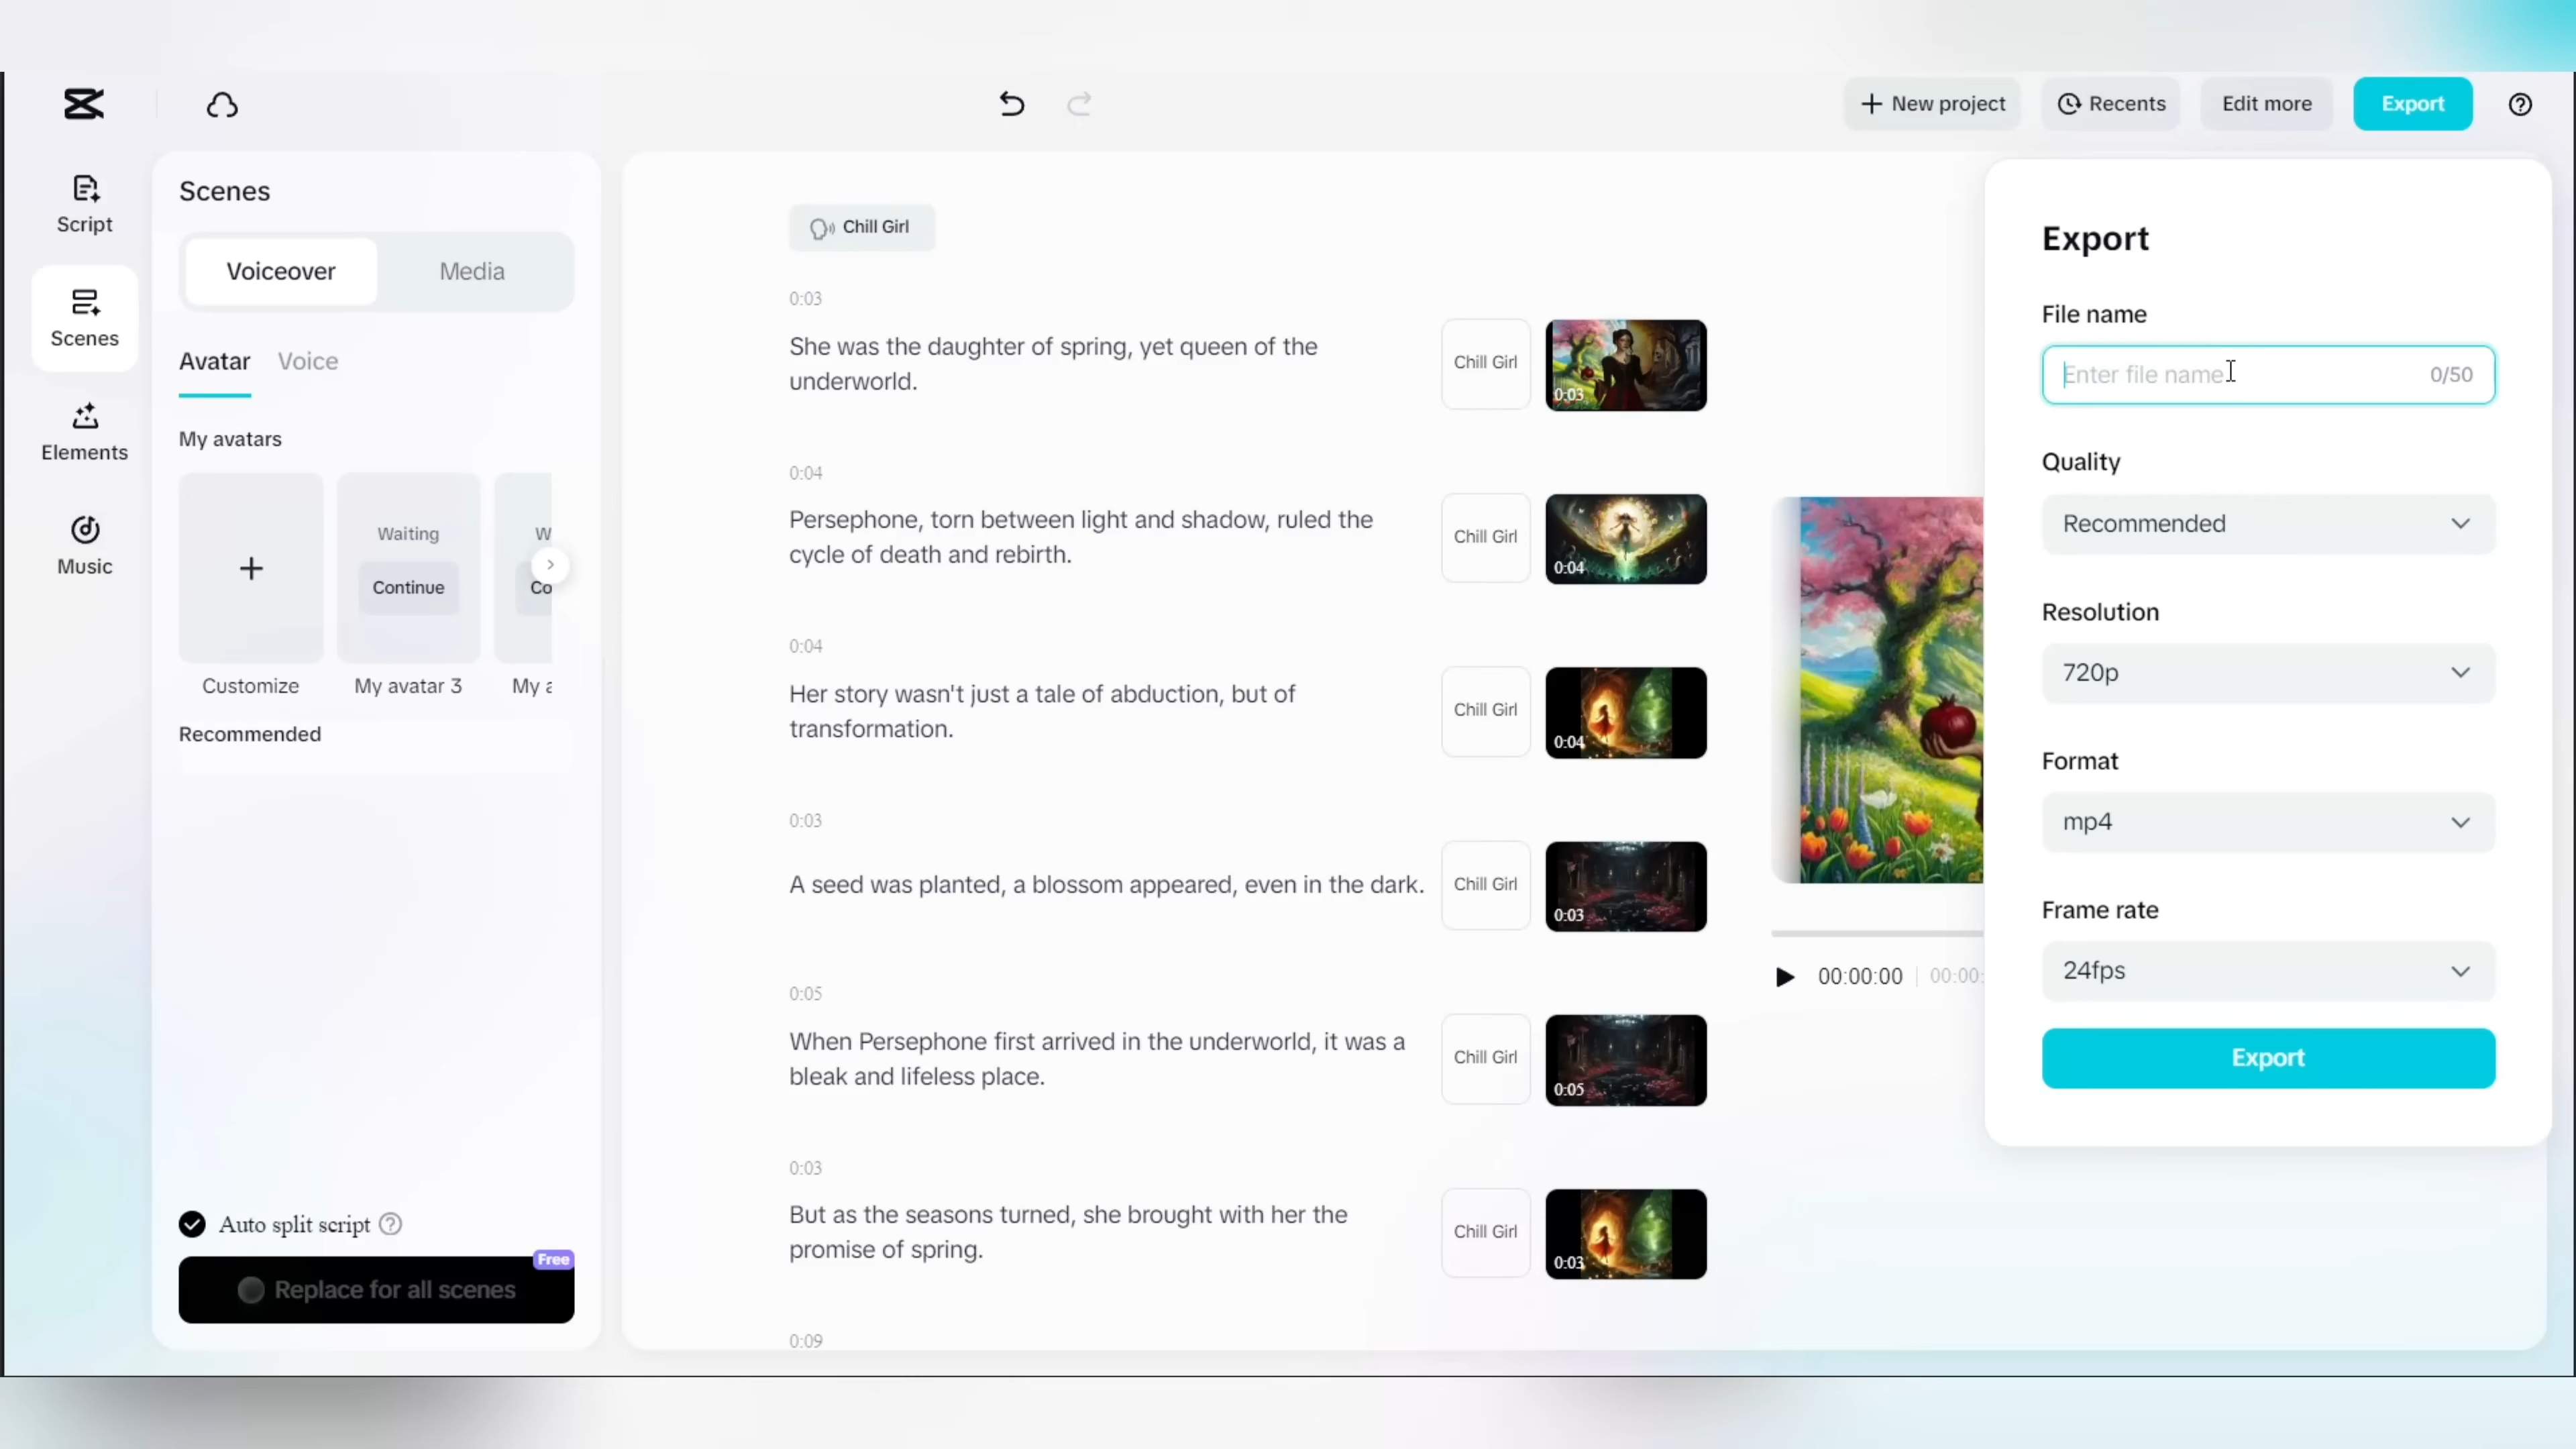 New project
Recents
Edit more
Export
Script
Scenes
Elements
Music
Scenes
Voiceover
Media
Avatar
Voice
My avatars
Waiting
Continue
W
Co
Customize
My avatar 3
My a
Recommended
Auto split script
Free
Replace for all scenes
Chill Girl
0:03
She was the daughter of spring, yet queen of the
underworld.
Chill Girl
0:03
0:04
Persephone, torn between light and shadow, ruled the
cycle of death and rebirth.
Chill Girl
0:04
0:04
Her story wasn't just a tale of abduction, but of
transformation.
Chill Girl
0:04
0:03
A seed was planted, a blossom appeared, even in the dark.
Chill Girl
0:03
0:05
When Persephone first arrived in the underworld, it was a
bleak and lifeless place.
Chill Girl
0:05
0:03
But as the seasons turned, she brought with her the
promise of spring.
Chill Girl
0:03
0:09
00:00:00
00:00:
Export
File name
Enter file name
0/50
Quality
Recommended
Resolution
720p
Format
mp4
Frame rate
24fps
Export